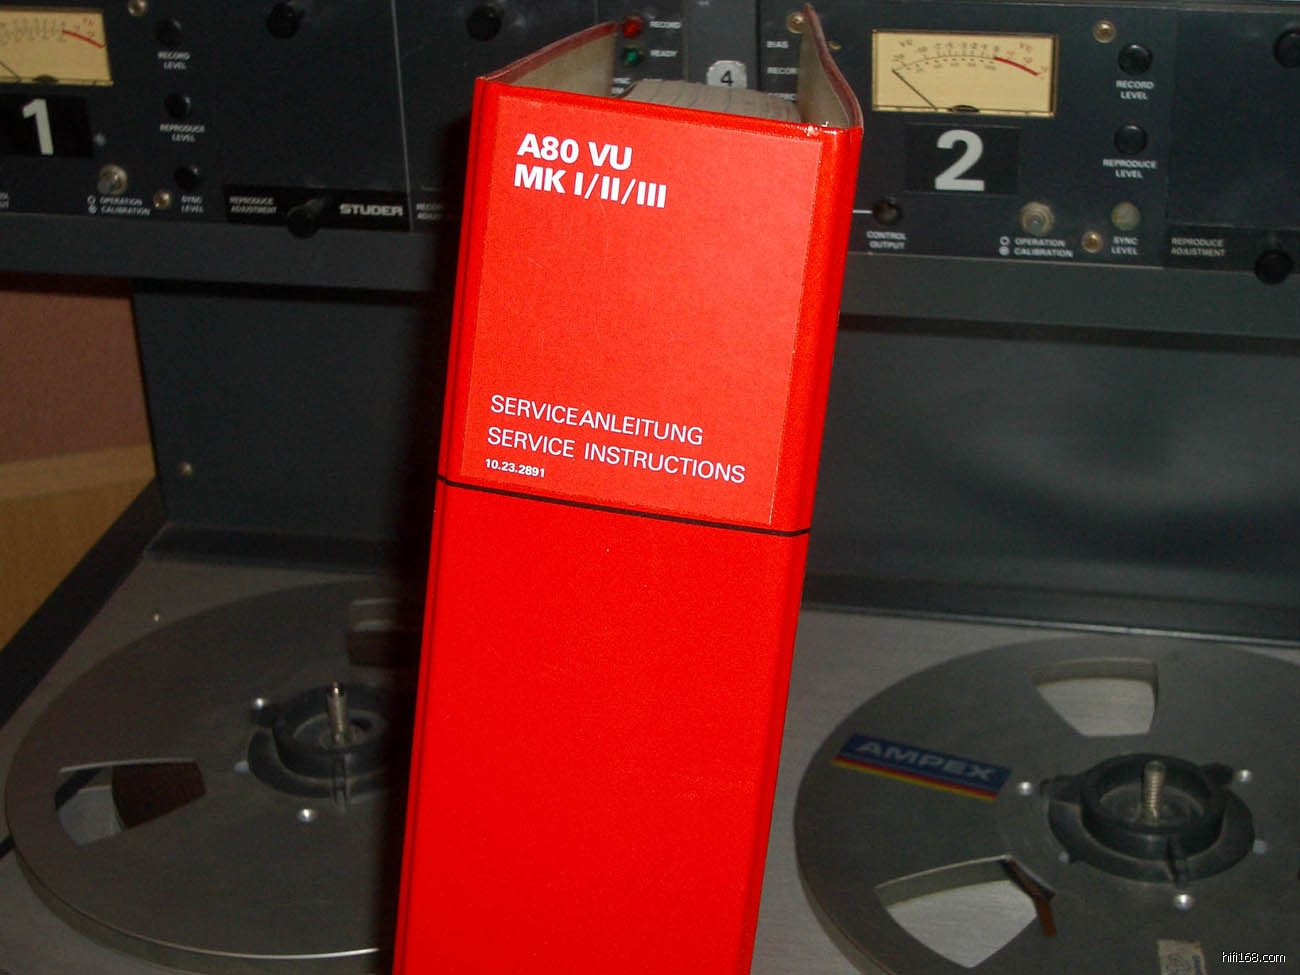 A80 VU
MK I/II/III
SERVICEANLEITUNG
SERVICE INSTRUCTIONS
10.23.2891
1
RECORD
LEVEL
REPRODUCE
LEVEL
OPERATION
CALIBRATION
SYNC
LEVEL
REPRODUCE
ADJUSTMENT
STUDER
RECORD
READY
4
BIAS
RECOR
VU
2
RECORD
LEVEL
REPRODUCE
LEVEL
CONTROL
OUTPUT
OPERATION
CALIBRATION
SYNC
LEVEL
REPRODUCE
ADJUSTMENT
AMPEX
hifi168.com